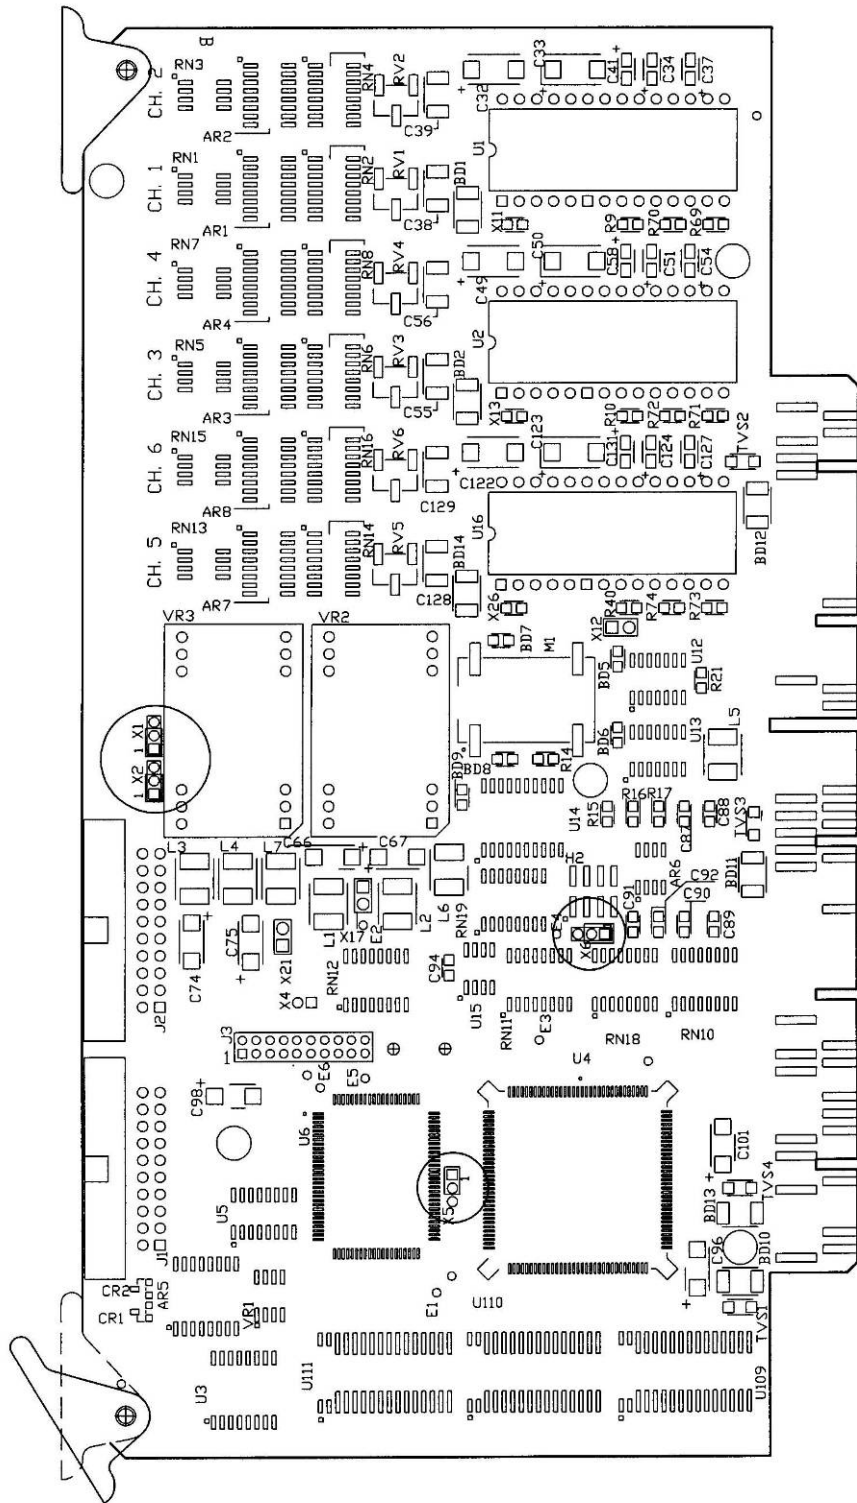 B
CH. 2
RN3
AR2
RN4
RV2
C39
C32
C33
C41
+
C34
C37
U1
CH. 1
RN1
AR1
RN2
RV1
C38
BD1
X11
R9
R70
R69
CH. 4
RN7
AR4
RN8
RV4
C56
C49
C50
C58
+
C51
C54
U2
CH. 3
RN5
AR3
RN6
RV3
C55
BD2
X13
R10
R72
R71
TVS2
CH. 6
RN15
AR8
RN16
RV6
C129
C122
C123
C131
+
C124
C127
U16
BD12
CH. 5
RN13
AR7
RN14
RV5
C128
BD14
X26
R40
R74
R73
X12
VR3
VR2
BD7
M1
BD5
U12
R21
1 X1
1 X2
BD6
U13
L5
BD9
BD8
R14
U14
R15
R16
R17
C87
C88
TVS3
L3
L4
L7
C66
+
C67
H2
AR6
C92
C90
BD11
C91
C89
C74
C75
X21
L1
X17
E2
L2
L6
RN19
E4
X6
J2
X4
RN12
C94
U15
RN11
E3
RN18
RN10
J3
1
E6
E5
U4
C98
+
U6
X5
1
C101
+
TVS4
BD13
J1
U5
C96
BD10
CR2
CR1
AR5
VR1
E1
U110
TVS1
U3
U111
U109